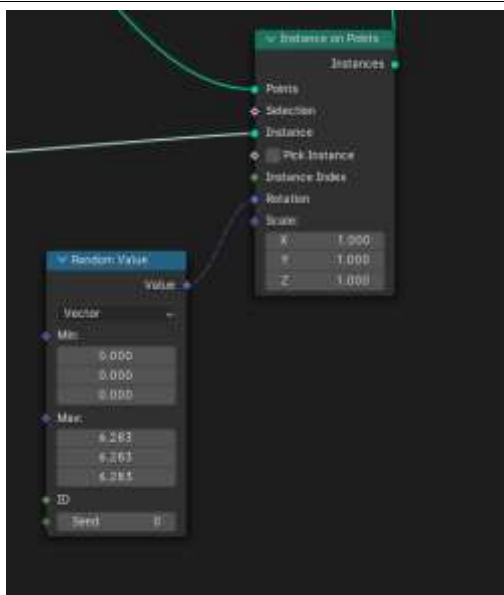 Instance on Points
Instances
Points
Selection
Instance
Pick Instance
Instance Index
Rotation
Scale:
X 1.000
Y 1.000
Z 1.000
Random Value
Value
Vector
Min:
0.000
0.000
0.000
Max:
6.283
6.283
6.283
ID
Seed 0